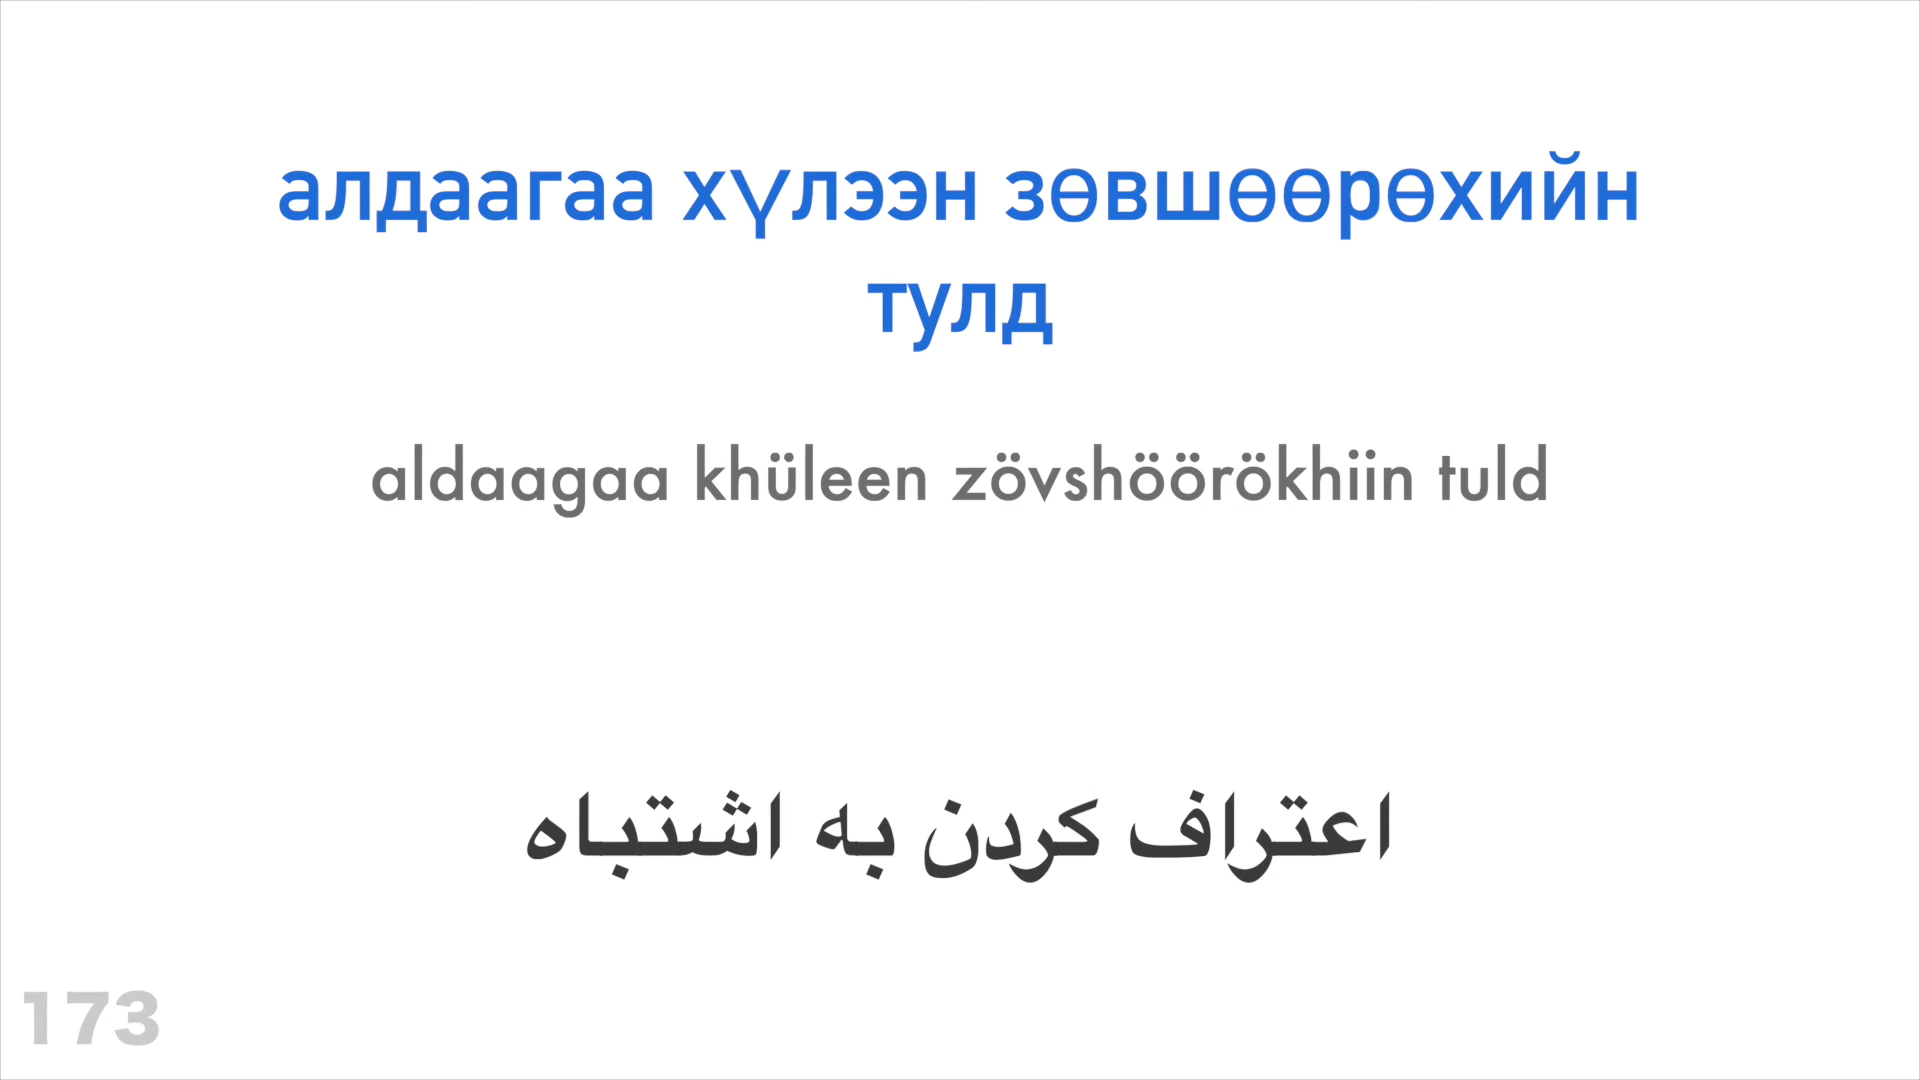 алдаагаа хүлээн зөвшөөрөхийн
тулд
aldaagaa khüleen zövshöörökhiin tuld
اعتراف کردن به اشتباه
173